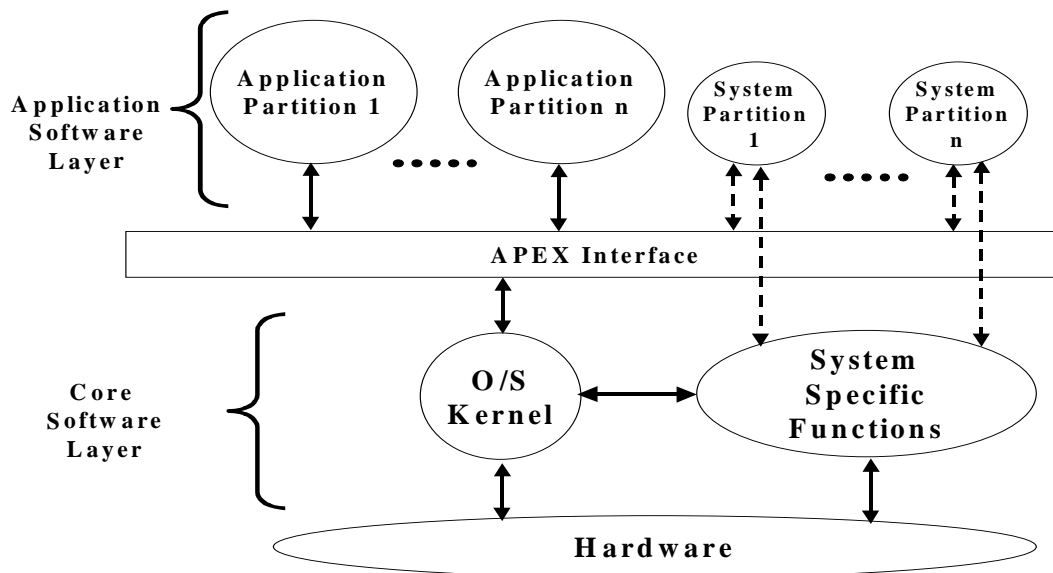 Application
Software
Layer
Application
Partition 1
Application
Partition n
System
Partition
1
System
Partition
n
APEX Interface
Core
Software
Layer
O/S
Kernel
System
Specific
Functions
Hardware